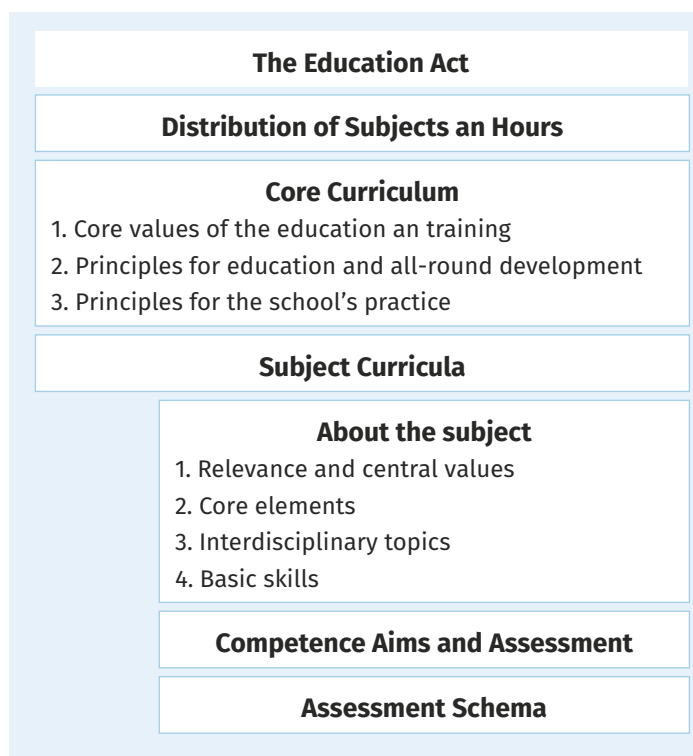 The Education Act
Distribution of Subjects an Hours
Core Curriculum
1. Core values of the education an training
2. Principles for education and all-round development
3. Principles for the school’s practice
Subject Curricula
About the subject
1. Relevance and central values
2. Core elements
3. Interdisciplinary topics
4. Basic skills
Competence Aims and Assessment
Assessment Schema